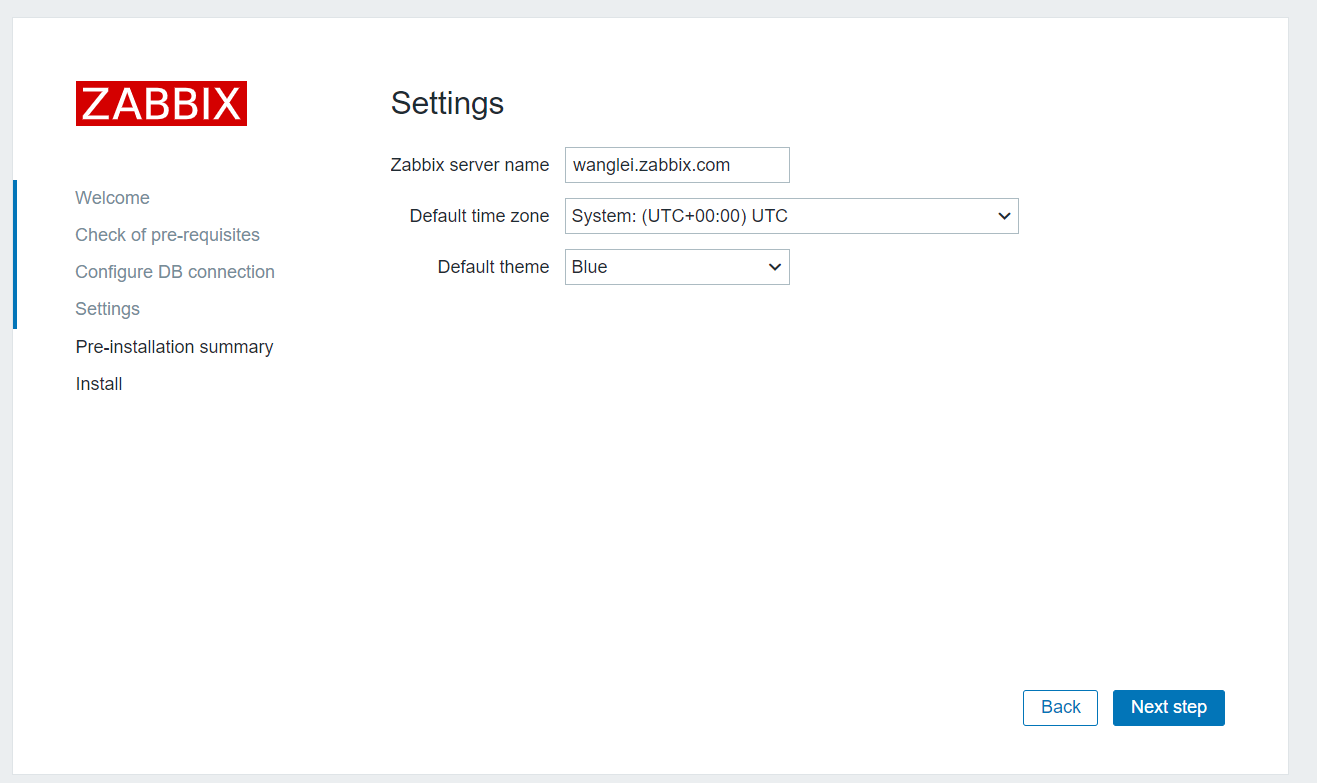 ZABBIX
Welcome
Check of pre-requisites
Configure DB connection
Settings
Pre-installation summary
Install
Settings
Zabbix server name wanglei.zabbix.com
Default time zone System: (UTC+00:00) UTC
Default theme Blue
Back Next step